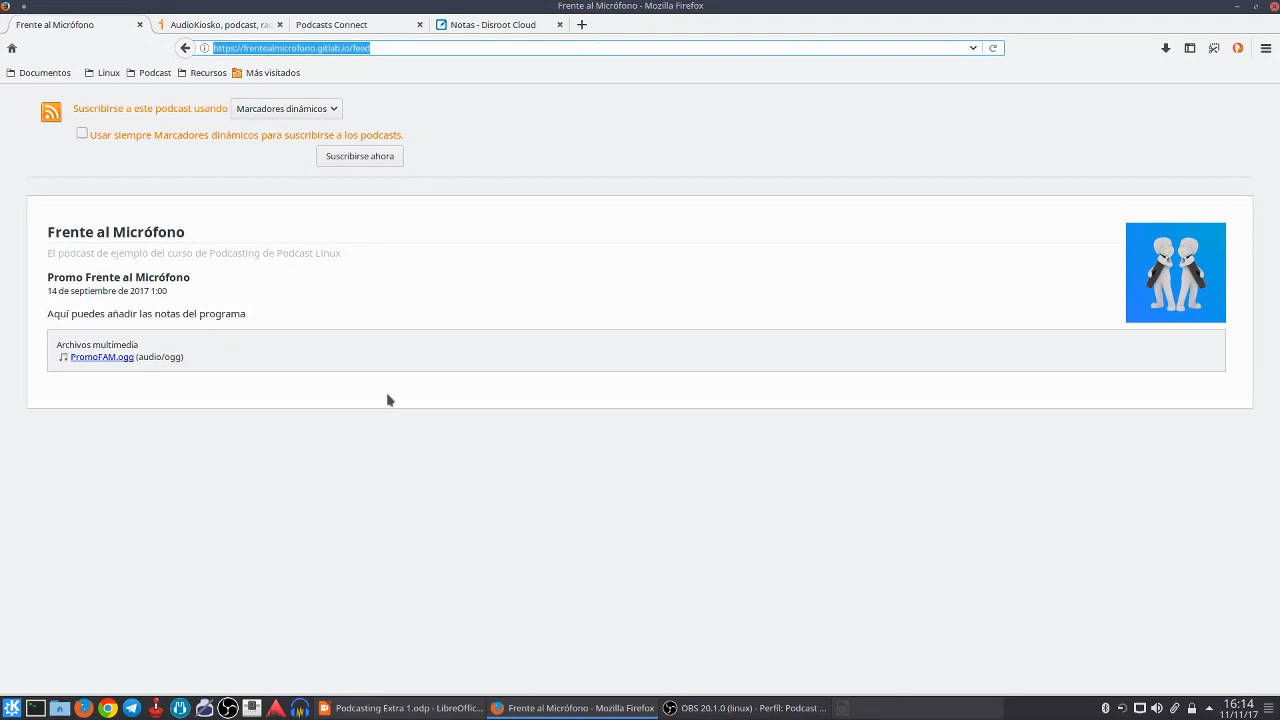 Frente al Micrófono - Mozilla Firefox
Frente al Micrófono
AudioKiosko, podcast, ra
Podcasts Connect
Notas - Disroot Cloud
https://frentealmicrofono.gitlab.io/feed
Documentos
Linux
Podcast
Recursos
Más visitados
Suscribirse a este podcast usando Marcadores dinámicos
Usar siempre Marcadores dinámicos para suscribirse a los podcasts.
Suscribirse ahora
Frente al Micrófono
El podcast de ejemplo del curso de Podcasting de Podcast Linux
Promo Frente al Micrófono
14 de septiembre de 2017 1:00
Aquí puedes añadir las notas del programa
Archivos multimedia
PromoFAM.ogg (audio/ogg)
Podcasting Extra 1.odp - LibreOffic...
Frente al Micrófono - Mozilla Firefox
OBS 20.1.0 (linux) - Perfil: Podcast ...
16:14
11/11/17